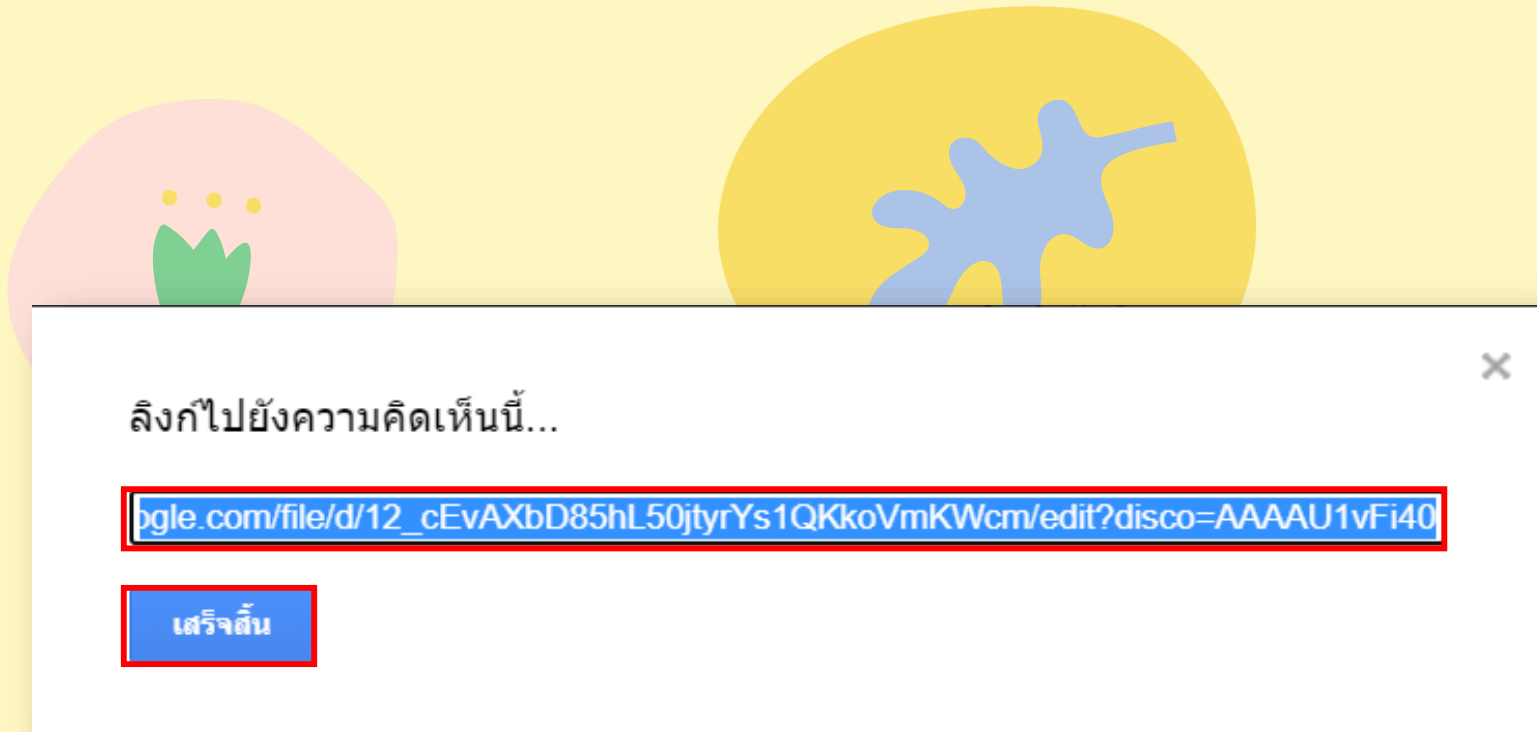 ลิงก์ไปยังความคิดเห็นนี้...
ogle.com/file/d/12_cEvAXbD85hL50jtyrYs1QKkoVmKWcm/edit?disco=AAAAU1vFi40
เสร็จสิ้น